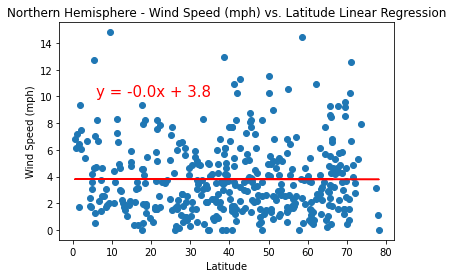 Northern Hemisphere - Wind Speed (mph) vs. Latitude Linear Regression
14
12
10
8
6
4
2
0
Wind Speed (mph)
y = -0.0x + 3.8
0 10 20 30 40 50 60 70 80
Latitude